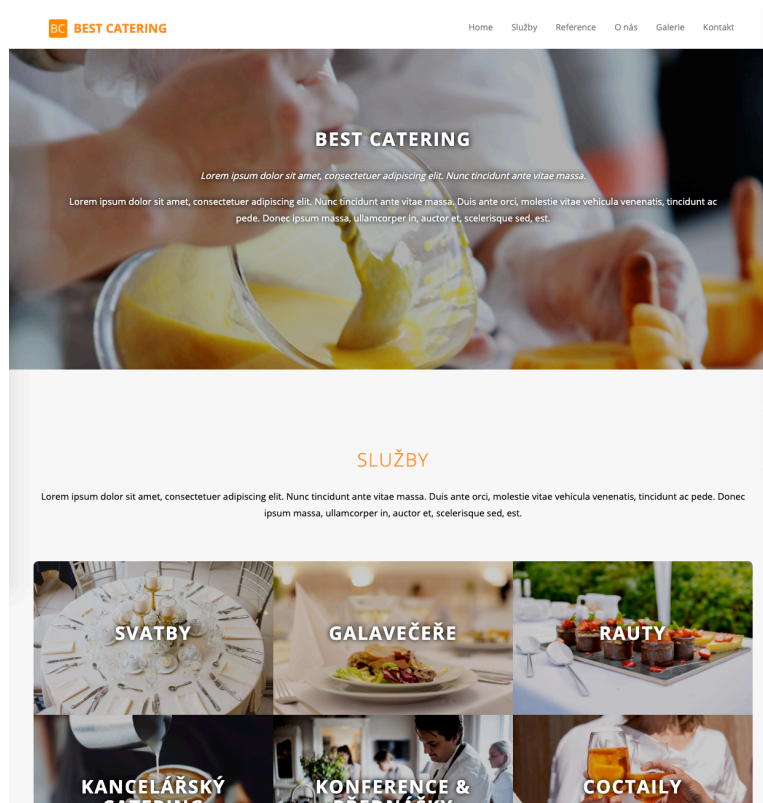 BC BEST CATERING
Home Služby Reference O nás Galerie Kontakt
BEST CATERING
Lorem ipsum dolor sit amet, consectetuer adipiscing elit. Nunc tincidunt ante vitae massa.
Lorem ipsum dolor sit amet, consectetuer adipiscing elit. Nunc tincidunt ante vitae massa. Duis ante orci, molestie vitae vehicula venenatis, tincidunt ac
pede. Donec ipsum massa, ullamcorper in, auctor et, scelerisque sed, est.
SLUŽBY
Lorem ipsum dolor sit amet, consectetuer adipiscing elit. Nunc tincidunt ante vitae massa. Duis ante orci, molestie vitae vehicula venenatis, tincidunt ac pede. Donec
ipsum massa, ullamcorper in, auctor et, scelerisque sed, est.
SVATBY
GALAVEČEŘE
RAUTY
KANCELÁŘSKÝ
CATERING
KONFERENCE &
PŘEDNÁŠKY
COCTAILY